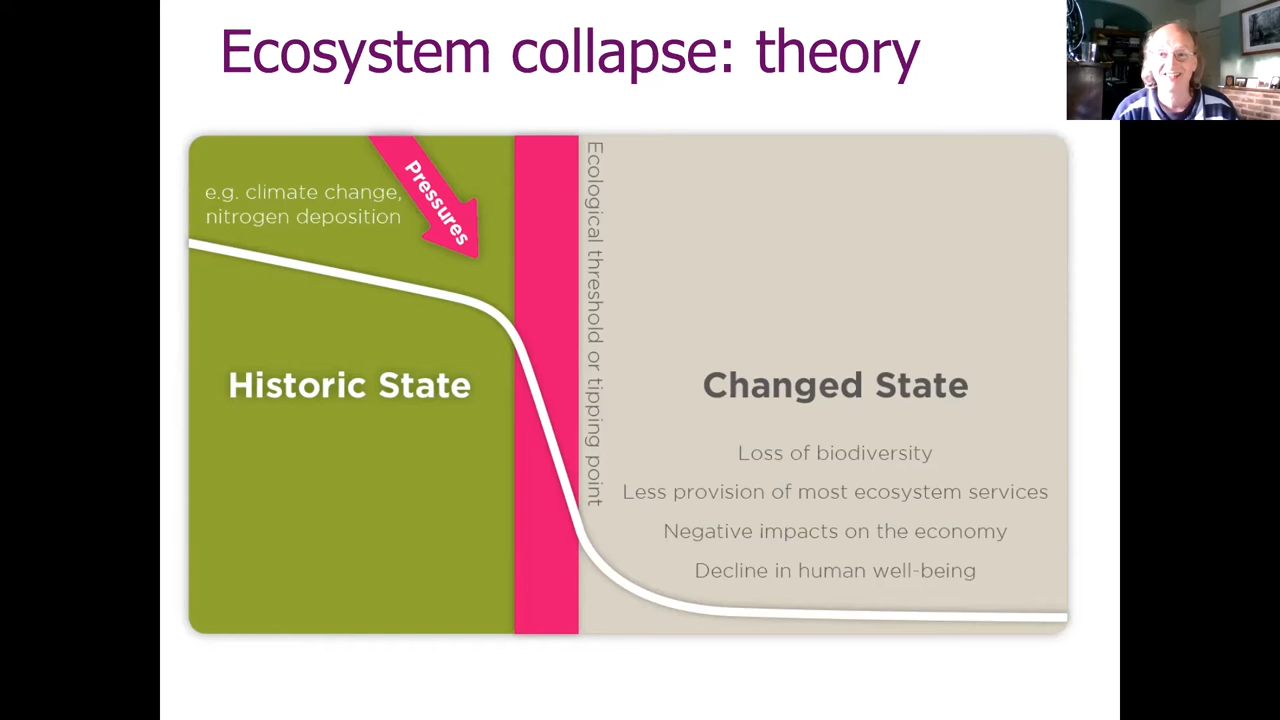 Ecosystem collapse: theory
e.g. climate change,
nitrogen deposition
Pressures
Ecological threshold or tipping point
Historic State
Changed State
Loss of biodiversity
Less provision of most ecosystem services
Negative impacts on the economy
Decline in human well-being